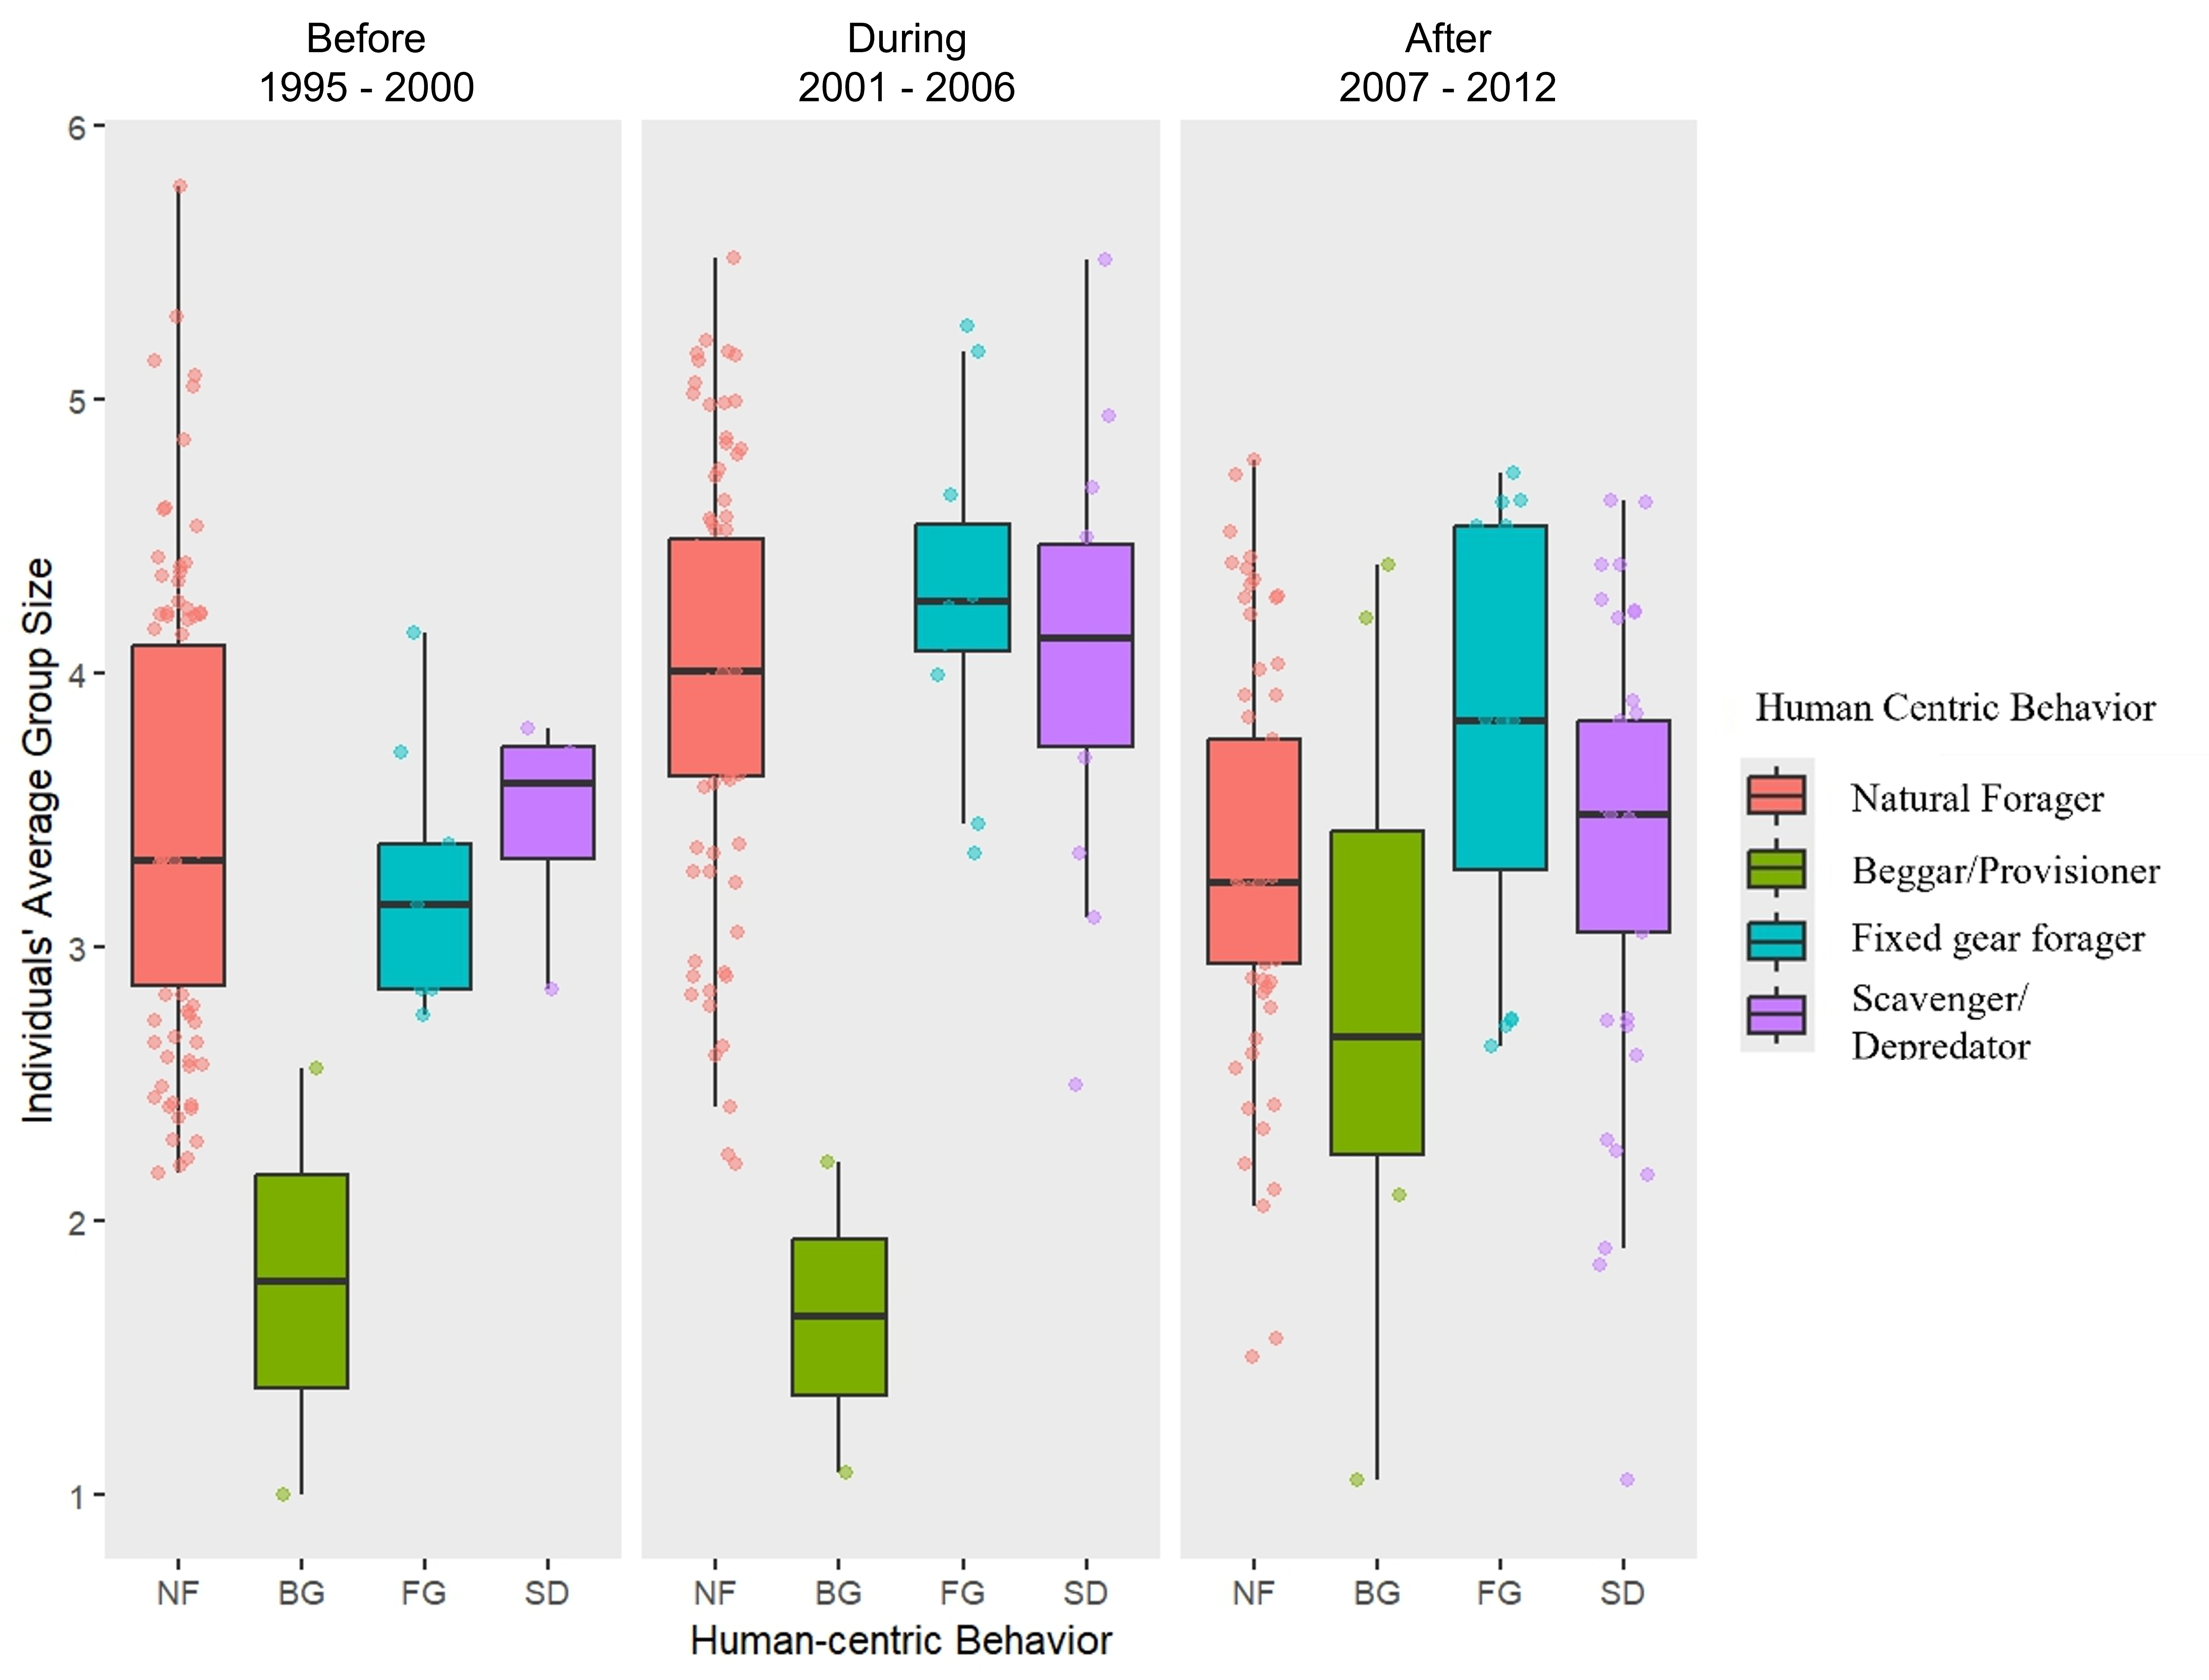 Before
1995 - 2000
During
2001 - 2006
After
2007 - 2012
Individuals' Average Group Size
6
5
4
3
2
1
NF BG FG SD
NF BG FG SD
NF BG FG SD
Human-centric Behavior
Human Centric Behavior
Natural Forager
Beggar/Provisioner
Fixed gear forager
Scavenger/
Depredator